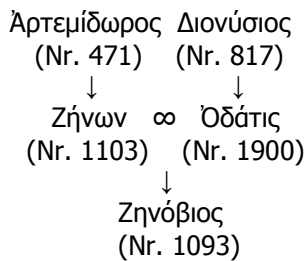 Ἀρτεμίδωρος Διονύσιος
(Nr. 471) (Nr. 817)
↓ ↓
Ζήνων ∞ Ὀδάτις
(Nr. 1103) (Nr. 1900)
↓
Ζηνόβιος
(Nr. 1093)